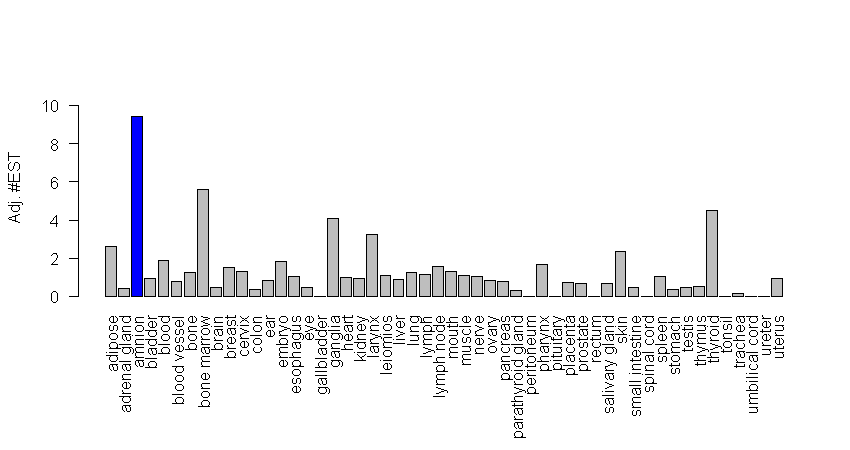 Adj. #EST
10
8
6
4
2
0
adipose
adrenal gland
amnion
bladder
blood
blood vessel
bone
bone marrow
brain
breast
cervix
colon
ear
embryo
esophagus
eye
gallbladder
ganglia
heart
kidney
larynx
leiomios
liver
lung
lymph
lymph node
mouth
muscle
nerve
ovary
pancreas
parathyroid gland
peritoneum
pharynx
pituitary
placenta
prostate
rectum
salivary gland
skin
small intestine
spinal cord
spleen
stomach
testis
thymus
thyroid
tonsil
trachea
umbilical cord
ureter
uterus